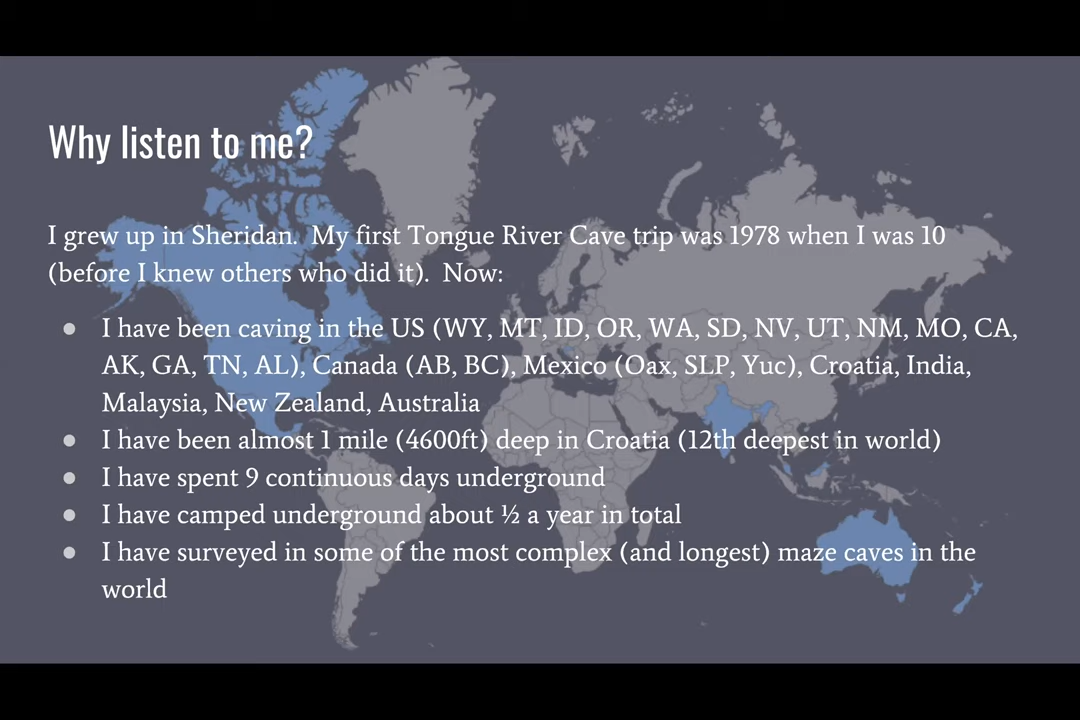 Why listen to me?
I grew up in Sheridan.  My first Tongue River Cave trip was 1978 when I was 10
(before I knew others who did it).  Now:
● I have been caving in the US (WY, MT, ID, OR, WA, SD, NV, UT, NM, MO, CA,
AK, GA, TN, AL), Canada (AB, BC), Mexico (Oax, SLP, Yuc), Croatia, India,
Malaysia, New Zealand, Australia
● I have been almost 1 mile (4600ft) deep in Croatia (12th deepest in world)
● I have spent 9 continuous days underground
● I have camped underground about ½ a year in total
● I have surveyed in some of the most complex (and longest) maze caves in the
world